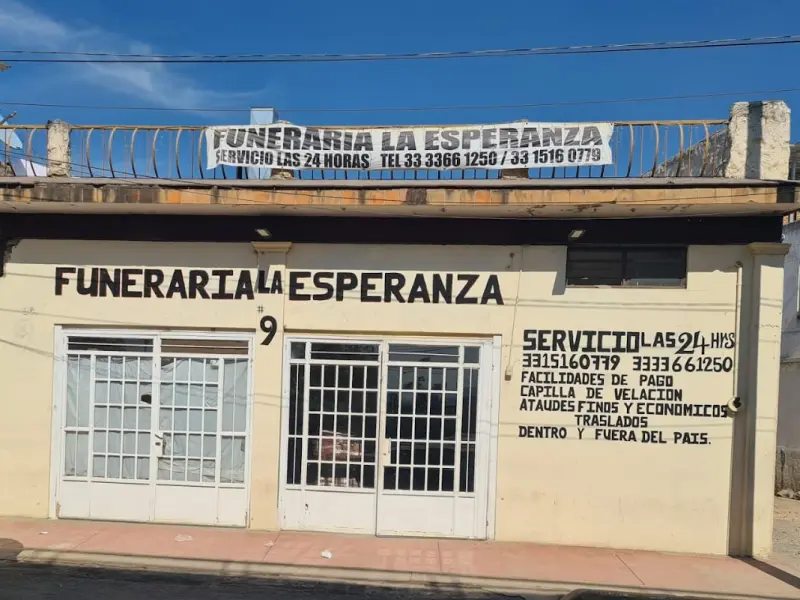 FUNERARIA LA ESPERANZA
SERVICIO LAS 24 HORAS TEL 33 3366 1250 / 33 1516 0779
FUNERARIA LA ESPERANZA
# 9
SERVICIO LAS 24 HRS
3315160779 3333661250
FACILIDADES DE PAGO
CAPILLA DE VELACION
ATAUDES FINOS Y ECONOMICOS
TRASLADOS
DENTRO Y FUERA DEL PAIS.